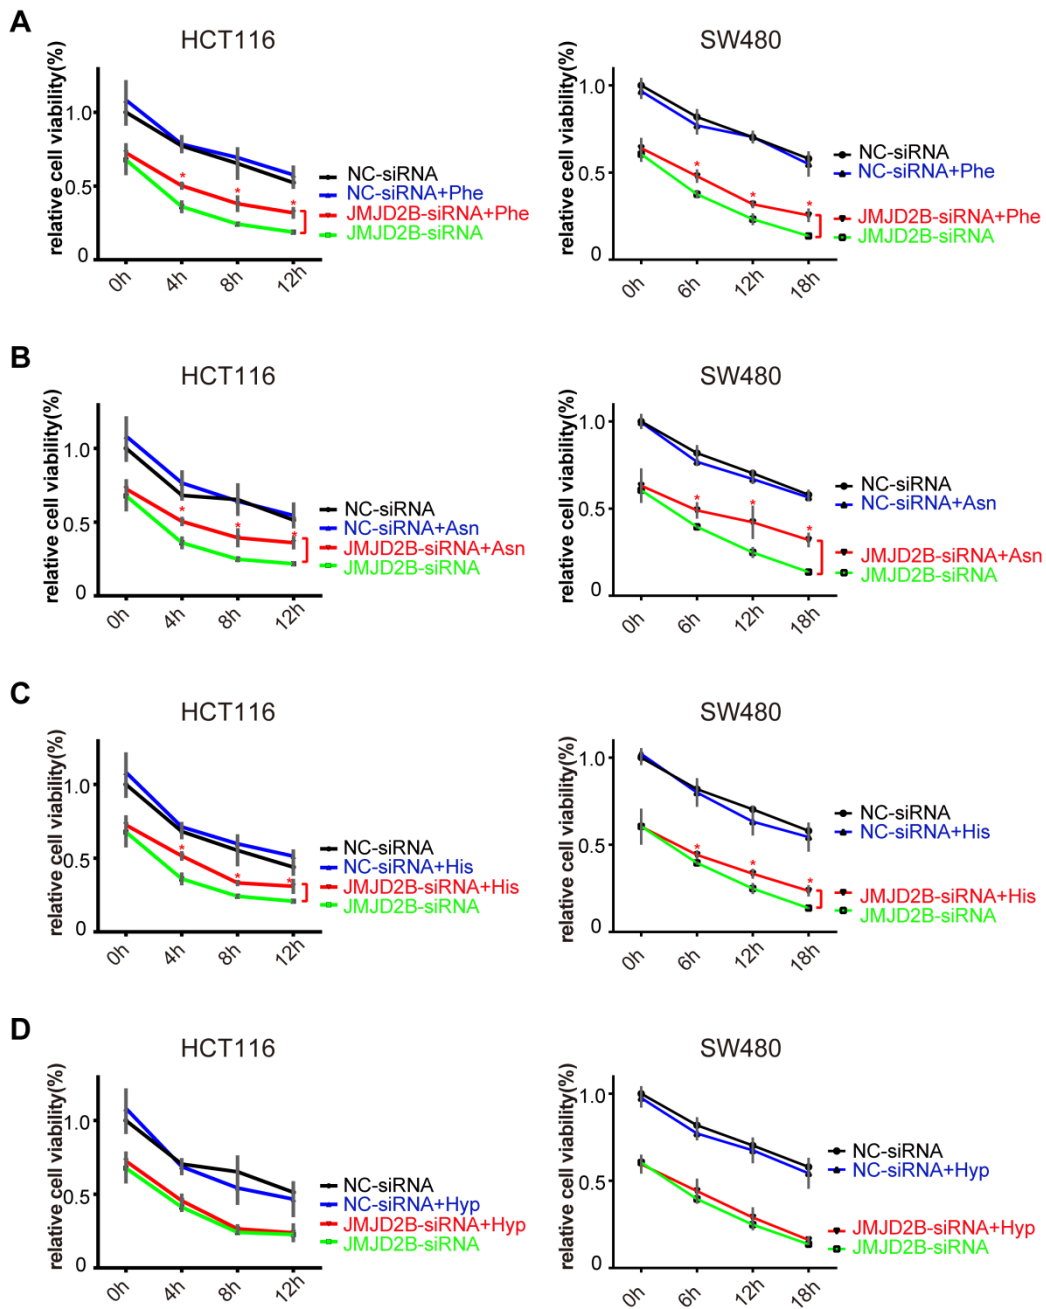 A
HCT116
relative cell viability(%)
1.0
0.5
0
0h
4h
8h
12h
NC-siRNA
NC-siRNA+Phe
JMJD2B-siRNA+Phe
JMJD2B-siRNA
*
*
*
SW480
relative cell viability(%)
1.0
0.5
0
0h
6h
12h
18h
NC-siRNA
NC-siRNA+Phe
JMJD2B-siRNA+Phe
JMJD2B-siRNA
*
*
*
B
HCT116
relative cell viability(%)
1.0
0.5
0
0h
4h
8h
12h
NC-siRNA
NC-siRNA+Asn
JMJD2B-siRNA+Asn
JMJD2B-siRNA
*
*
*
SW480
relative cell viability(%)
1.0
0.5
0
0h
6h
12h
18h
NC-siRNA
NC-siRNA+Asn
JMJD2B-siRNA+Asn
JMJD2B-siRNA
*
*
*
C
HCT116
relative cell viability(%)
1.0
0.5
0
0h
4h
8h
12h
NC-siRNA
NC-siRNA+His
JMJD2B-siRNA+His
JMJD2B-siRNA
*
*
*
SW480
relative cell viability(%)
1.0
0.5
0
0h
6h
12h
18h
NC-siRNA
NC-siRNA+His
JMJD2B-siRNA+His
JMJD2B-siRNA
*
*
*
D
HCT116
relative cell viability(%)
1.0
0.5
0
0h
4h
8h
12h
NC-siRNA
NC-siRNA+Hyp
JMJD2B-siRNA+Hyp
JMJD2B-siRNA
SW480
relative cell viability(%)
1.0
0.5
0
0h
6h
12h
18h
NC-siRNA
NC-siRNA+Hyp
JMJD2B-siRNA+Hyp
JMJD2B-siRNA